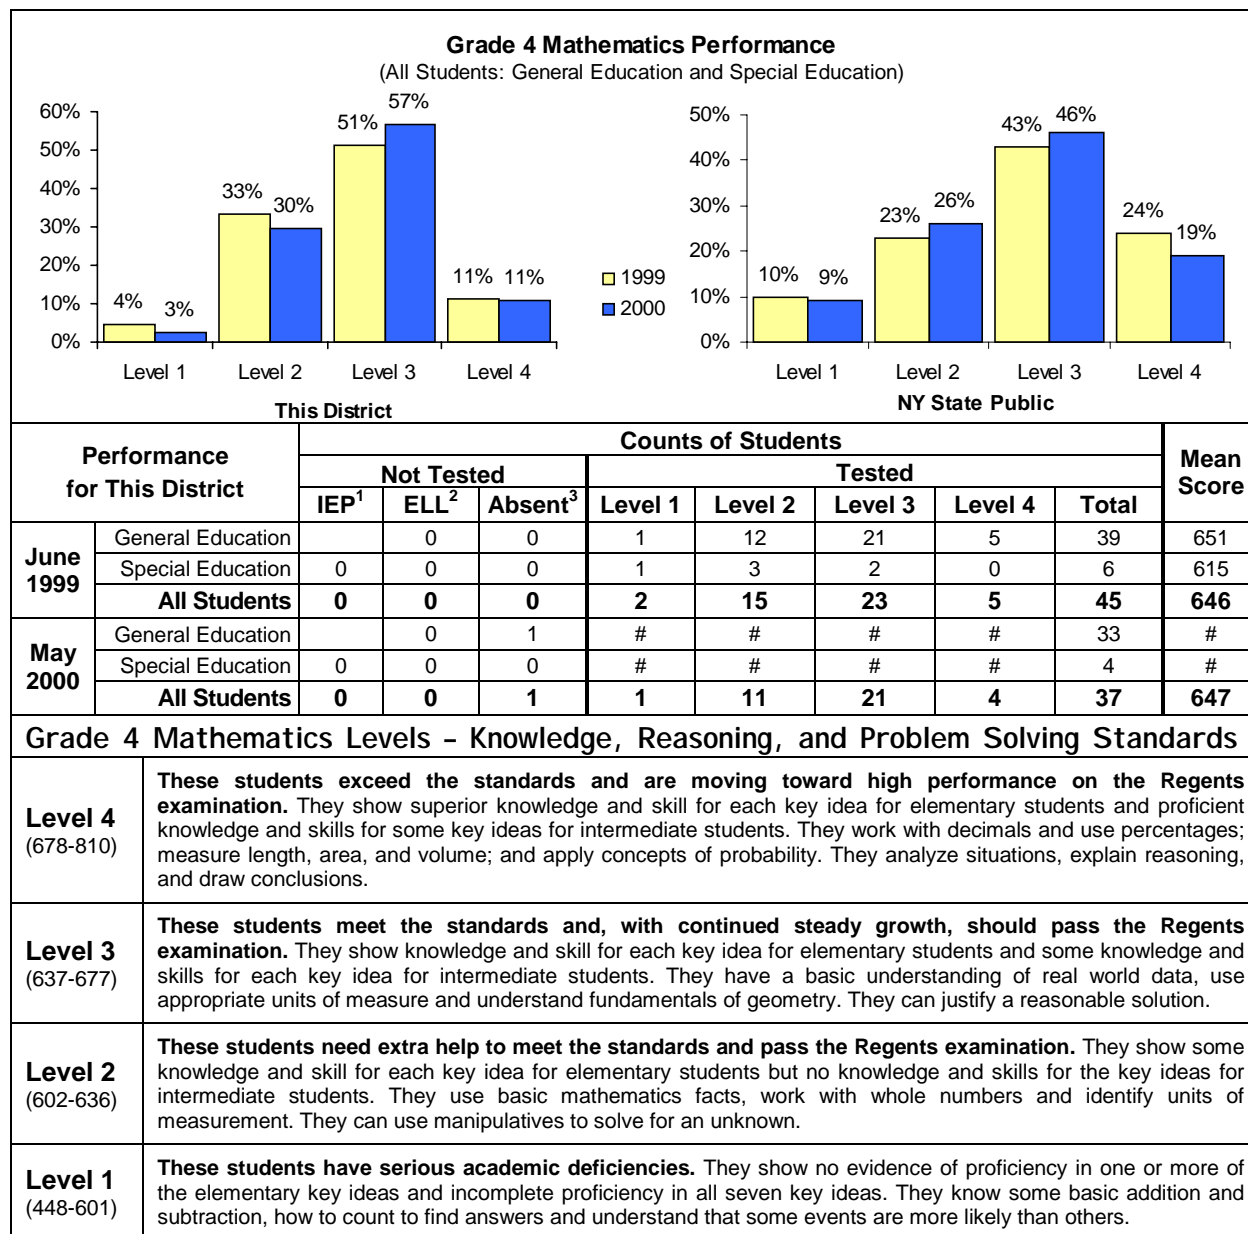 Grade 4 Mathematics Performance
(All Students: General Education and Special Education)
60%
50%
40%
30%
20%
10%
0%
4%
3%
33%
30%
51%
57%
11%
11%
Level 1
Level 2
Level 3
Level 4
This District
1999
2000
50%
40%
30%
20%
10%
0%
10%
9%
23%
26%
43%
46%
24%
19%
Level 1
Level 2
Level 3
Level 4
NY State Public
Performance
for This District
Counts of Students
Mean
Score
Not Tested
Tested
IEP1 ELL2 Absent3 Level 1 Level 2 Level 3 Level 4 Total
June
1999
General Education 0 0 1 12 21 5 39 651
Special Education 0 0 0 1 3 2 0 6 615
All Students 0 0 0 2 15 23 5 45 646
May
2000
General Education 0 1 # # # # 33 #
Special Education 0 0 0 # # # # 4 #
All Students 0 0 1 1 11 21 4 37 647
Grade 4 Mathematics Levels – Knowledge, Reasoning, and Problem Solving Standards
Level 4
(678-810)
These students exceed the standards and are moving toward high performance on the Regents
examination. They show superior knowledge and skill for each key idea for elementary students and proficient
knowledge and skills for some key ideas for intermediate students. They work with decimals and use percentages;
measure length, area, and volume; and apply concepts of probability. They analyze situations, explain reasoning,
and draw conclusions.
Level 3
(637-677)
These students meet the standards and, with continued steady growth, should pass the Regents
examination. They show knowledge and skill for each key idea for elementary students and some knowledge and
skills for each key idea for intermediate students. They have a basic understanding of real world data, use
appropriate units of measure and understand fundamentals of geometry. They can justify a reasonable solution.
Level 2
(602-636)
These students need extra help to meet the standards and pass the Regents examination. They show some
knowledge and skill for each key idea for elementary students but no knowledge and skills for the key ideas for
intermediate students. They use basic mathematics facts, work with whole numbers and identify units of
measurement. They can use manipulatives to solve for an unknown.
Level 1
(448-601)
These students have serious academic deficiencies. They show no evidence of proficiency in one or more of
the elementary key ideas and incomplete proficiency in all seven key ideas. They know some basic addition and
subtraction, how to count to find answers and understand that some events are more likely than others.